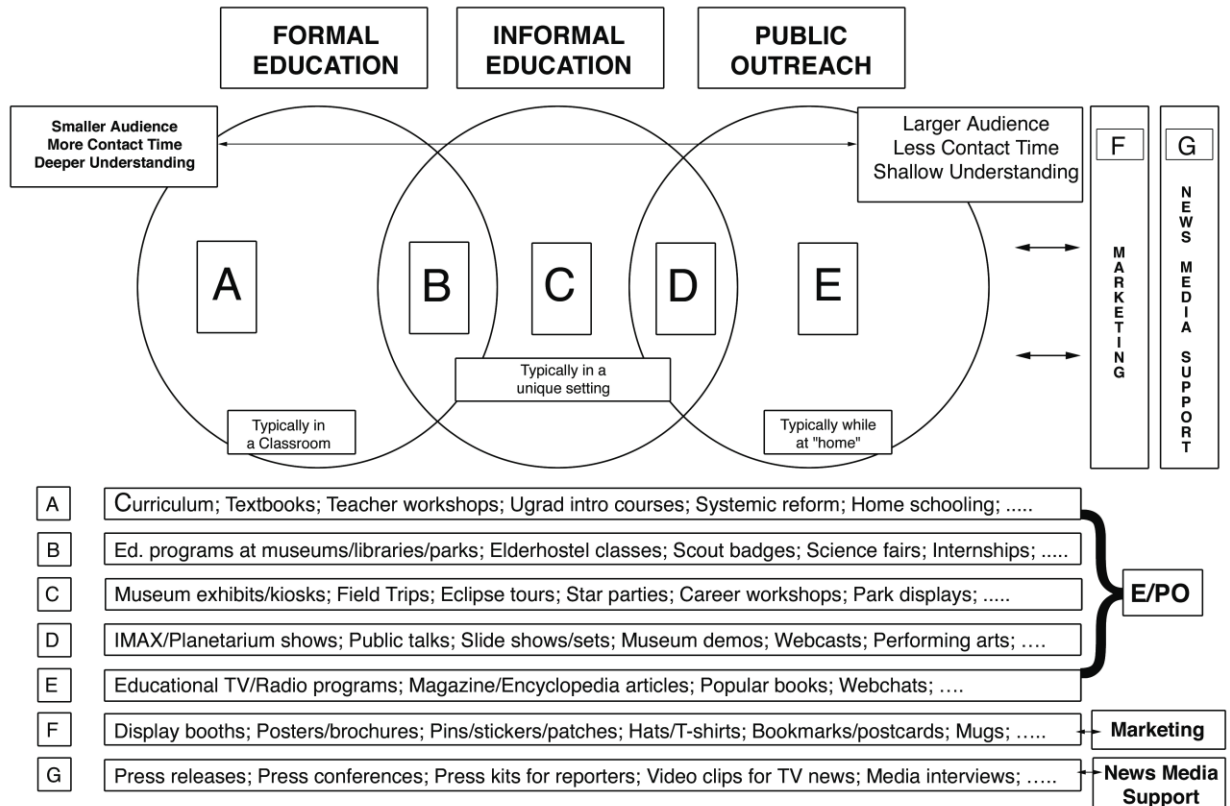 FORMAL
EDUCATION
INFORMAL
EDUCATION
PUBLIC
OUTREACH
Smaller Audience
More Contact Time
Deeper Understanding
Larger Audience
Less Contact Time
Shallow Understanding
F
MARKETING
G
NEWS MEDIA SUPPORT
A
B
C
D
E
Typically in a
unique setting
Typically in
a Classroom
Typically while
at "home"
A
Curriculum; Textbooks; Teacher workshops; Ugrad intro courses; Systemic reform; Home schooling; .....
B
Ed. programs at museums/libraries/parks; Elderhostel classes; Scout badges; Science fairs; Internships; .....
C
Museum exhibits/kiosks; Field Trips; Eclipse tours; Star parties; Career workshops; Park displays; .....
D
IMAX/Planetarium shows; Public talks; Slide shows/sets; Museum demos; Webcasts; Performing arts; ....
E
Educational TV/Radio programs; Magazine/Encyclopedia articles; Popular books; Webchats; ....
E/PO
F
Display booths; Posters/brochures; Pins/stickers/patches; Hats/T-shirts; Bookmarks/postcards; Mugs; .....
Marketing
G
Press releases; Press conferences; Press kits for reporters; Video clips for TV news; Media interviews; .....
News Media
Support